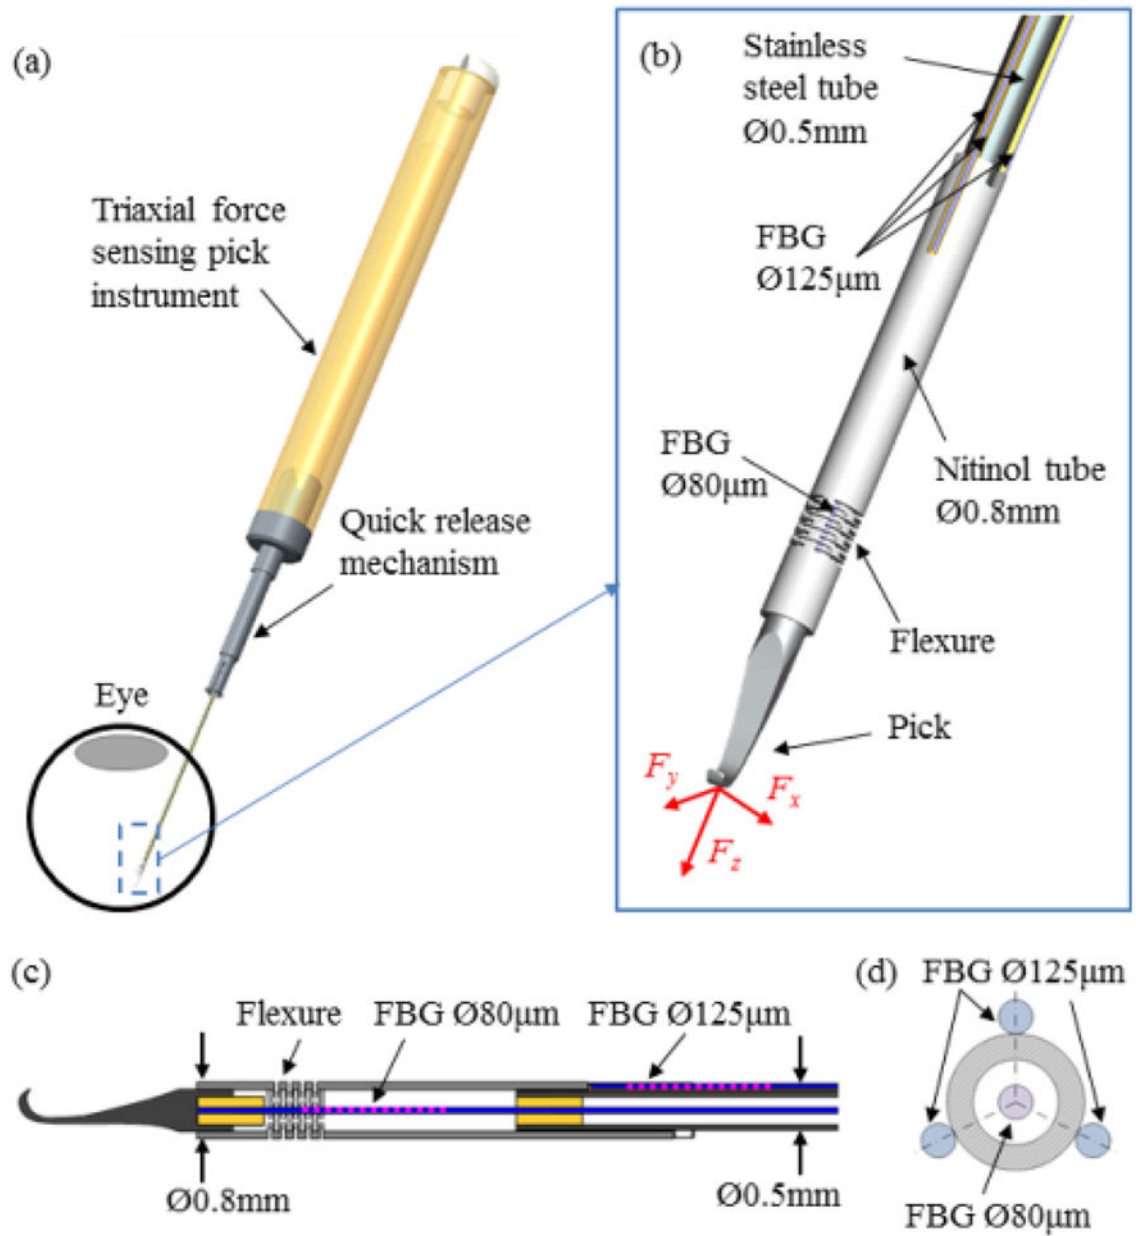 (a)
Triaxial force
sensing pick
instrument
Quick release
mechanism
Eye
(b)
Stainless
steel tube
Ø0.5mm
FBG
Ø125μm
FBG
Ø80μm
Nitinol tube
Ø0.8mm
Flexure
Pick
Fy
Fx
Fz
(c)
Flexure
FBG Ø80μm
FBG Ø125μm
Ø0.8mm
Ø0.5mm
(d)
FBG Ø125μm
FBG Ø80μm